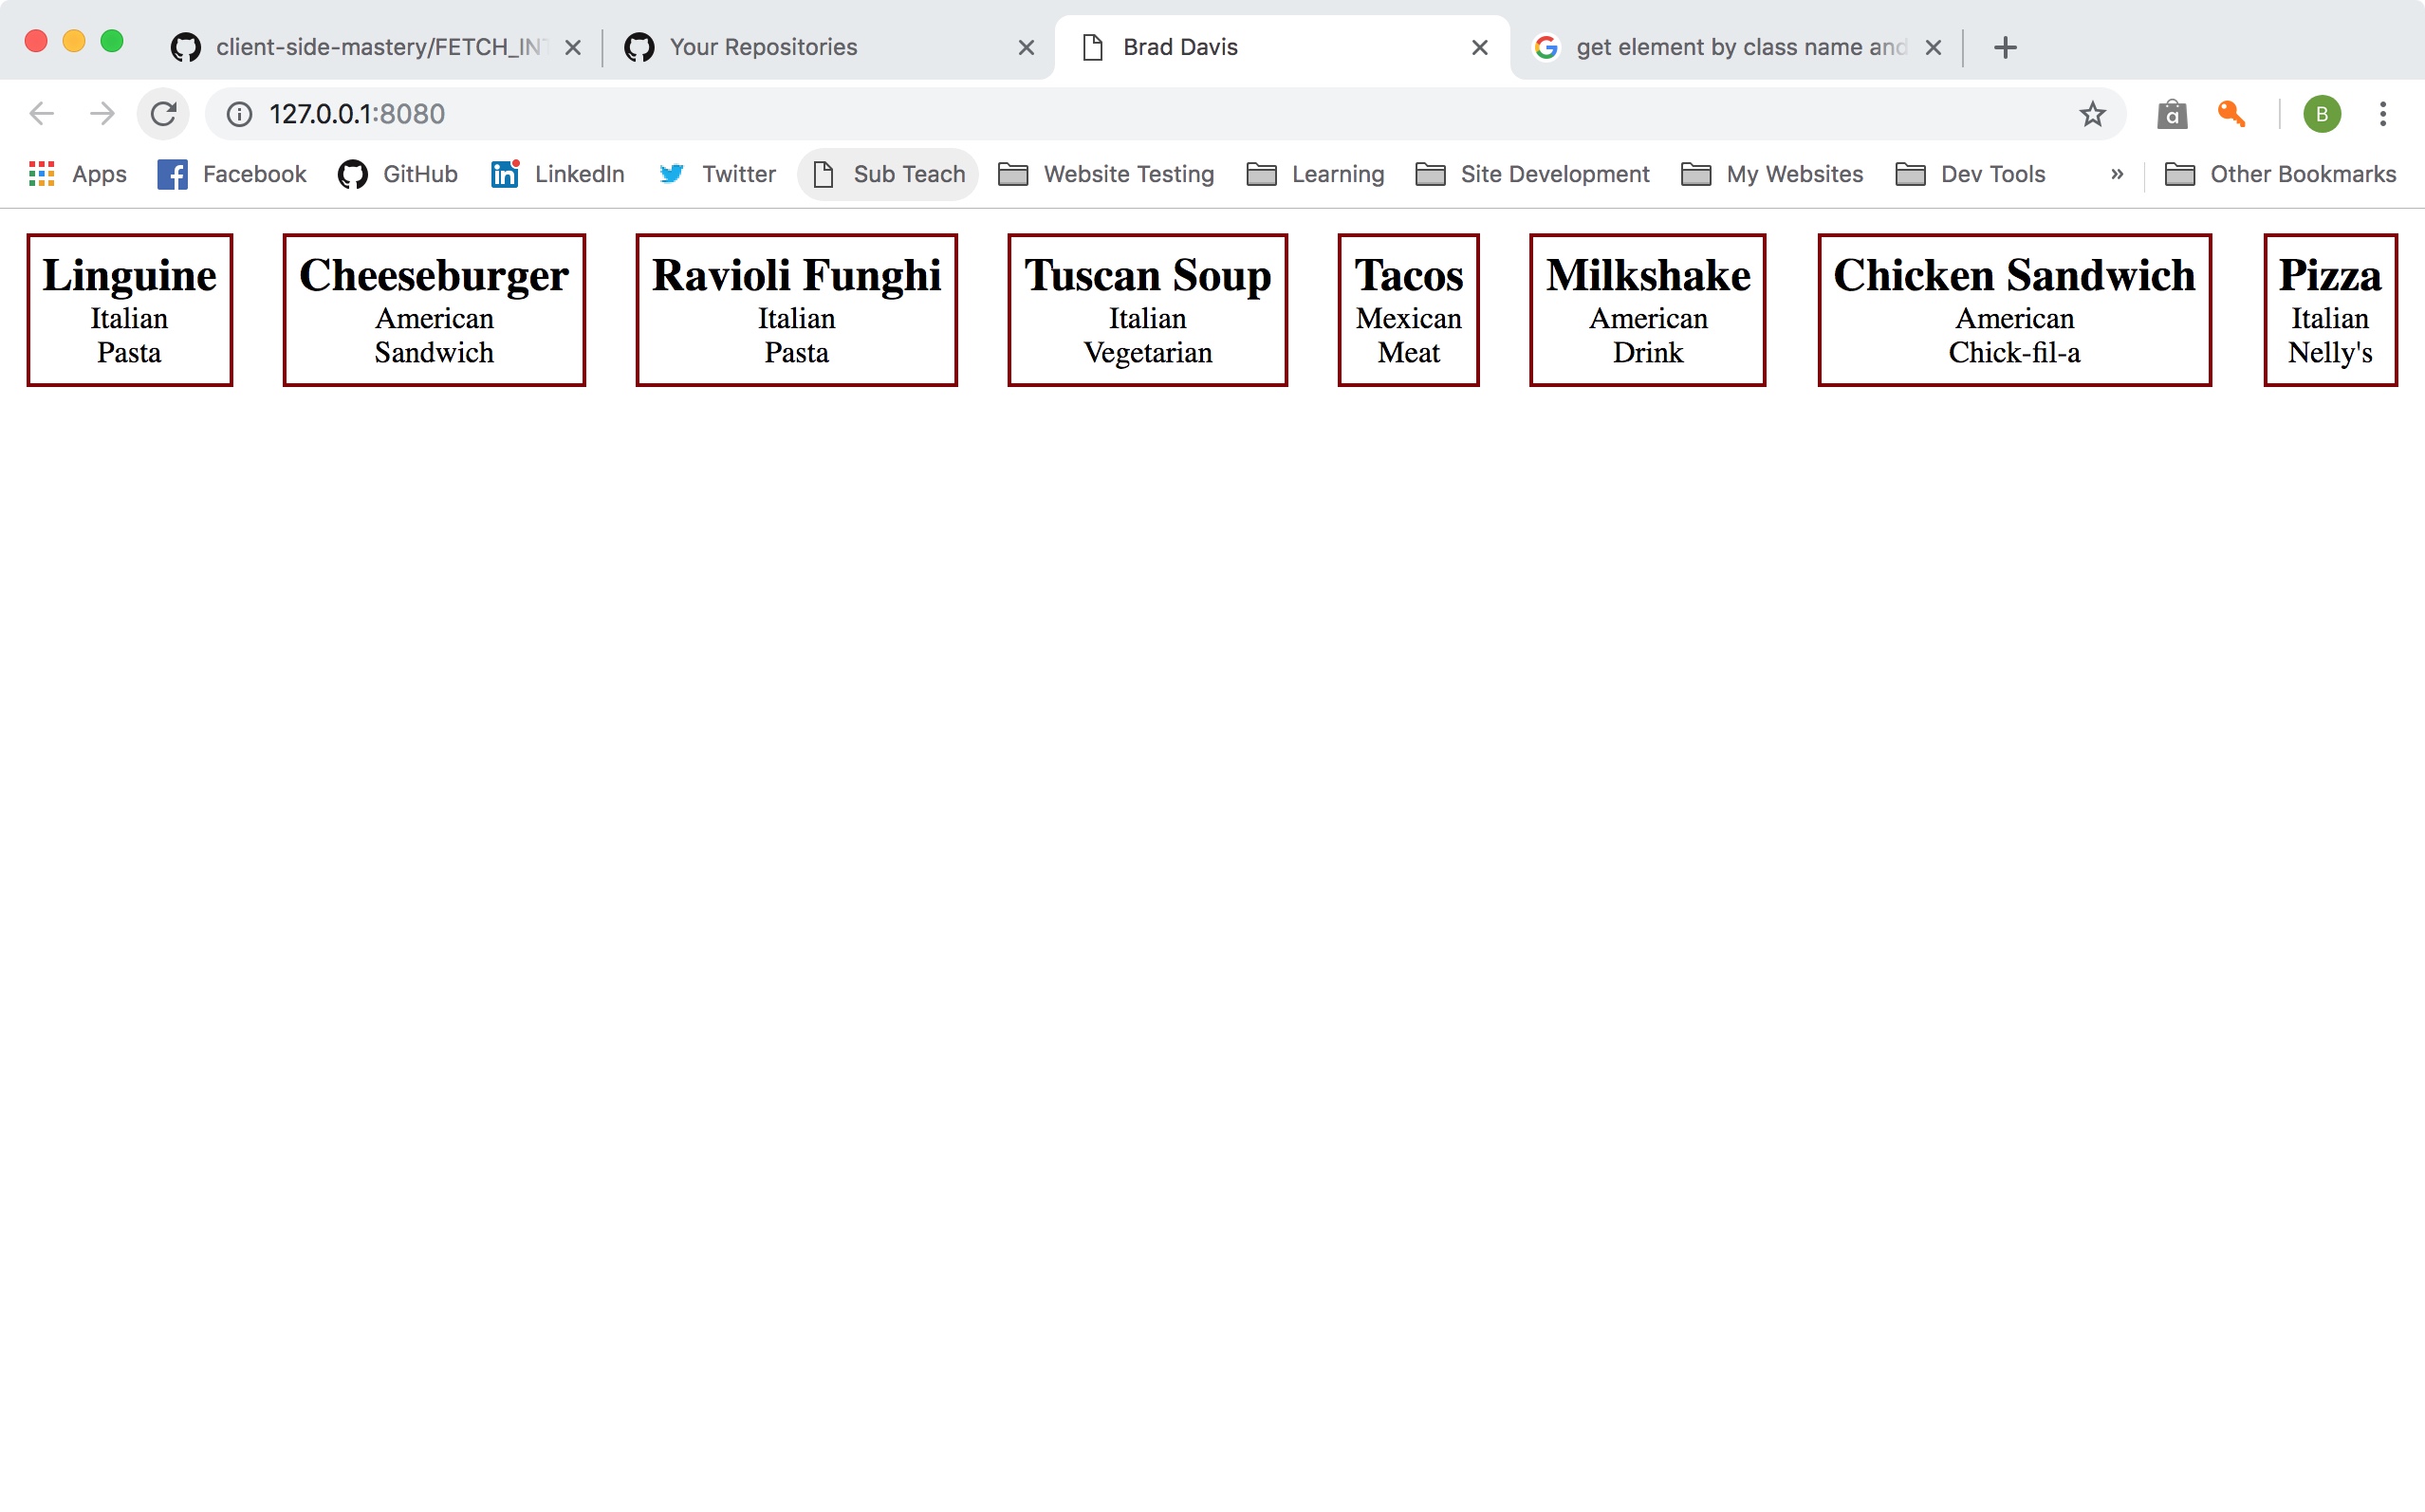 client-side-mastery/FETCH_IN
Your Repositories
Brad Davis
get element by class name and
127.0.0.1:8080
B
Apps
Facebook
GitHub
LinkedIn
Twitter
Sub Teach
Website Testing
Learning
Site Development
My Websites
Dev Tools
»
Other Bookmarks
Linguine
Italian
Pasta
Cheeseburger
American
Sandwich
Ravioli Funghi
Italian
Pasta
Tuscan Soup
Italian
Vegetarian
Tacos
Mexican
Meat
Milkshake
American
Drink
Chicken Sandwich
American
Chick-fil-a
Pizza
Italian
Nelly's